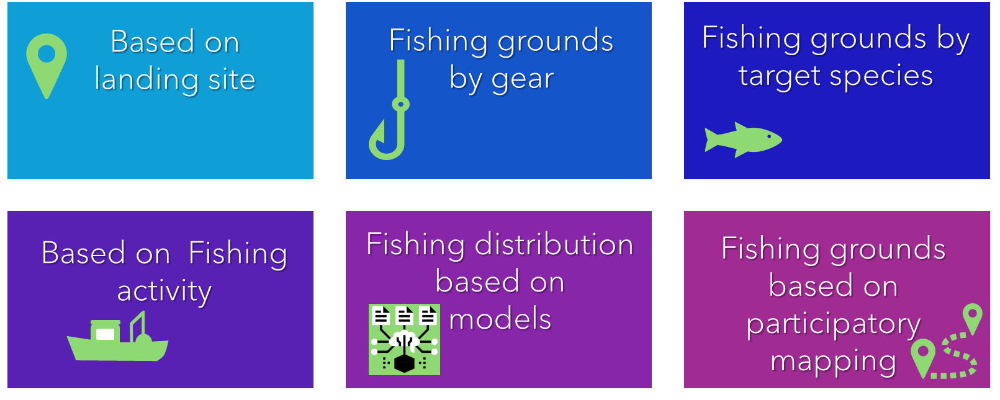 Based on
landing site
Fishing grounds
by gear
Fishing grounds by
target species
Based on  Fishing
activity
Fishing distribution
based on
models
Fishing grounds
based on
participatory
mapping